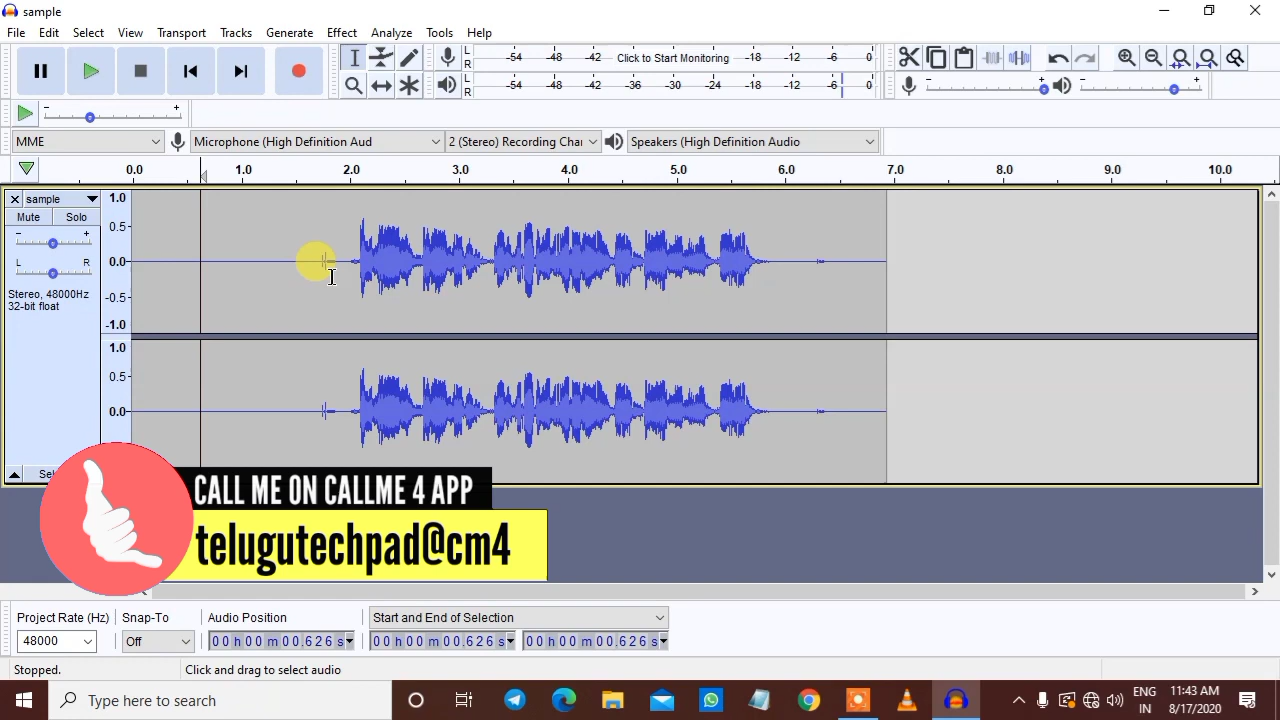 sample
File Edit Select View Transport Tracks Generate Effect Analyze Tools Help
L
R
-54 -48 -42 Click to Start Monitoring -18 -12 -6 0
L
R
-54 -48 -42 -36 -30 -24 -18 -12 -6 0
- +
- +
- +
MME
Microphone (High Definition Aud
2 (Stereo) Recording Chai
Speakers (High Definition Audio
0.0 1.0 2.0 3.0 4.0 5.0 6.0 7.0 8.0 9.0 10.0
sample
Mute Solo
- +
L R
Stereo, 48000Hz
32-bit float
1.0
0.5
0.0
-0.5
-1.0
1.0
0.5
0.0
Sel
CALL ME ON CALLME 4 APP
telugutechpad@cm4
Project Rate (Hz) Snap-To Audio Position Start and End of Selection
48000 Off 00 h 00 m 00.626 s 00 h 00 m 00.626 s 00 h 00 m 00.626 s
Stopped. Click and drag to select audio
Type here to search
ENG
IN
11:43 AM
8/17/2020